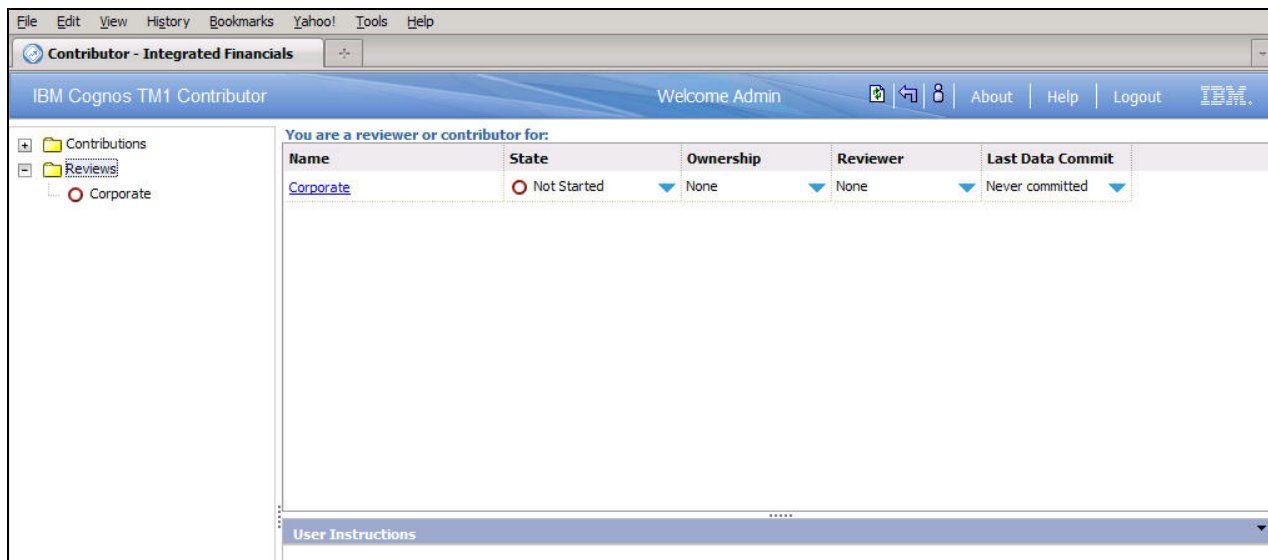 File Edit View History Bookmarks Yahoo! Tools Help
Contributor - Integrated Financials
IBM Cognos TM1 Contributor Welcome Admin About Help Logout IBM.
Contributions
Reviews
Corporate
You are a reviewer or contributor for:
Name State Ownership Reviewer Last Data Commit
Corporate Not Started None None Never committed
User Instructions